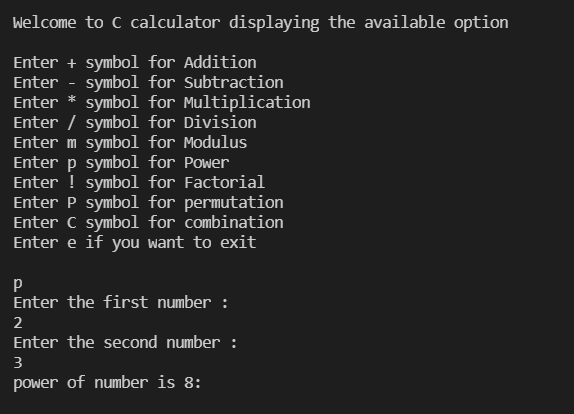 Welcome to C calculator displaying the available option
Enter + symbol for Addition
Enter - symbol for Subtraction
Enter * symbol for Multiplication
Enter / symbol for Division
Enter m symbol for Modulus
Enter p symbol for Power
Enter ! symbol for Factorial
Enter P symbol for permutation
Enter C symbol for combination
Enter e if you want to exit
p
Enter the first number :
2
Enter the second number :
3
power of number is 8: